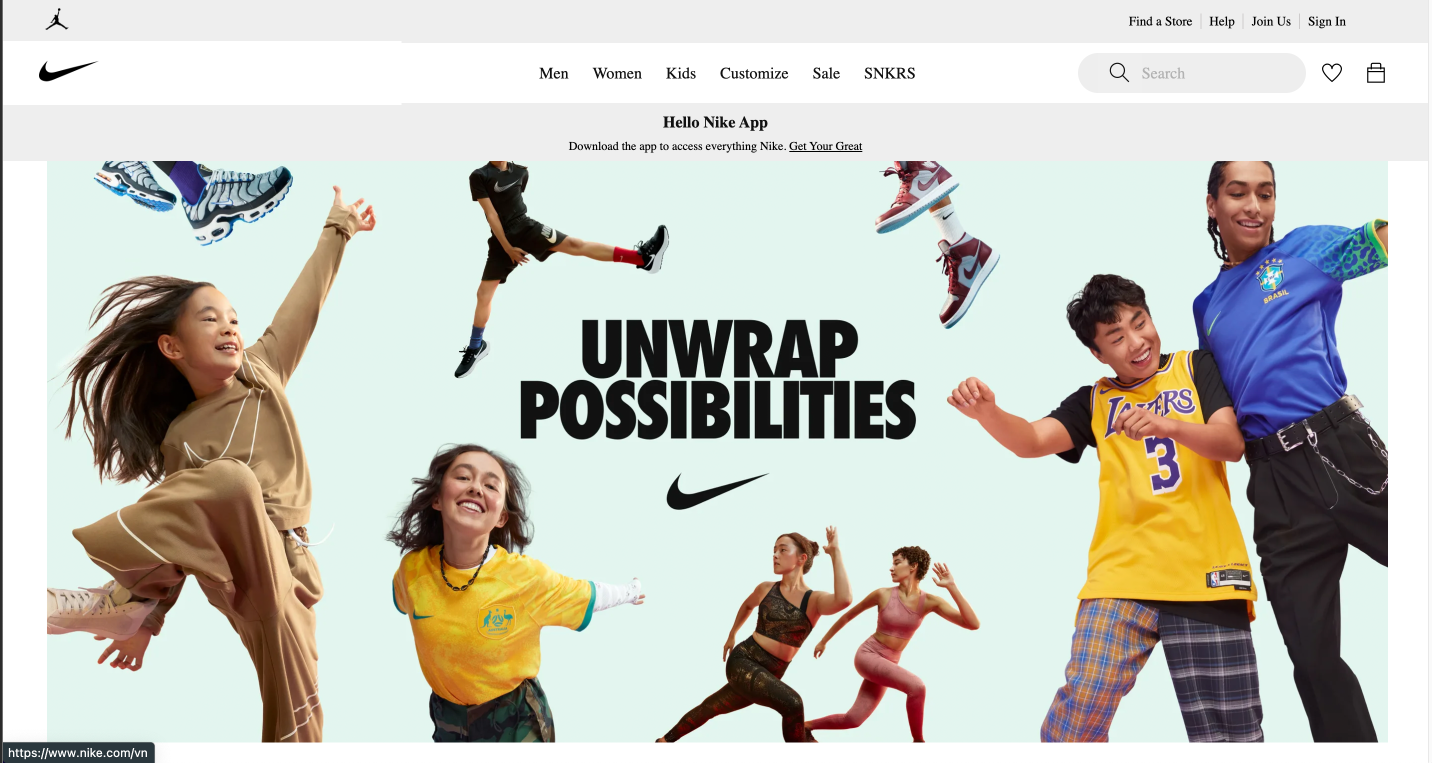 Find a Store
Help
Join Us
Sign In
Men
Women
Kids
Customize
Sale
SNKRS
Search
Hello Nike App
Download the app to access everything Nike. Get Your Great
UNWRAP
POSSIBILITIES
BRASIL
LAKERS
3
https://www.nike.com/vn